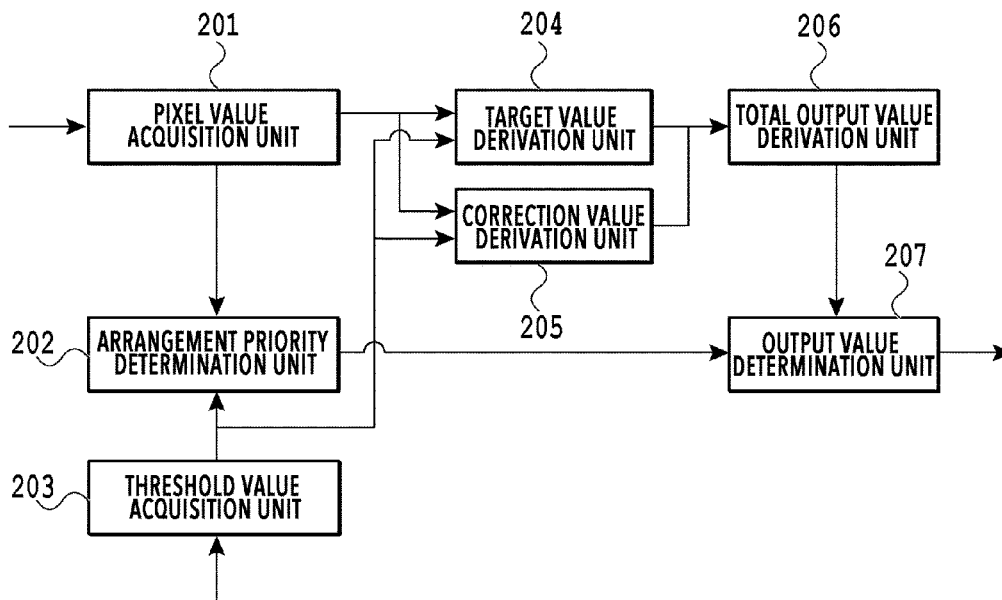 201
204
206
PIXEL VALUE
ACQUISITION UNIT
TARGET VALUE
DERIVATION UNIT
TOTAL OUTPUT VALUE
DERIVATION UNIT
CORRECTION VALUE
DERIVATION UNIT
205
207
202
ARRANGEMENT PRIORITY
DETERMINATION UNIT
OUTPUT VALUE
DETERMINATION UNIT
203
THRESHOLD VALUE
ACQUISITION UNIT